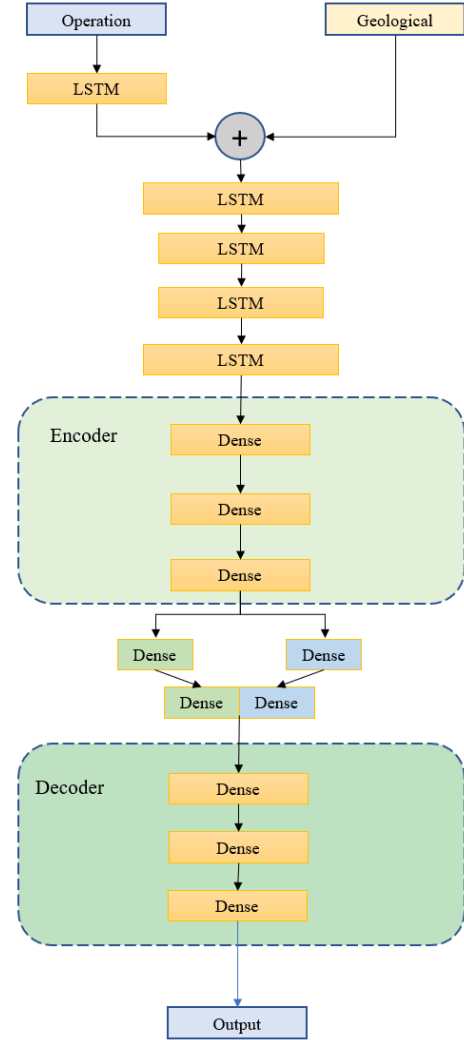 Operation
Geological
LSTM
+
LSTM
LSTM
LSTM
LSTM
Encoder
Dense
Dense
Dense
Dense
Dense
Dense
Dense
Decoder
Dense
Dense
Dense
Output